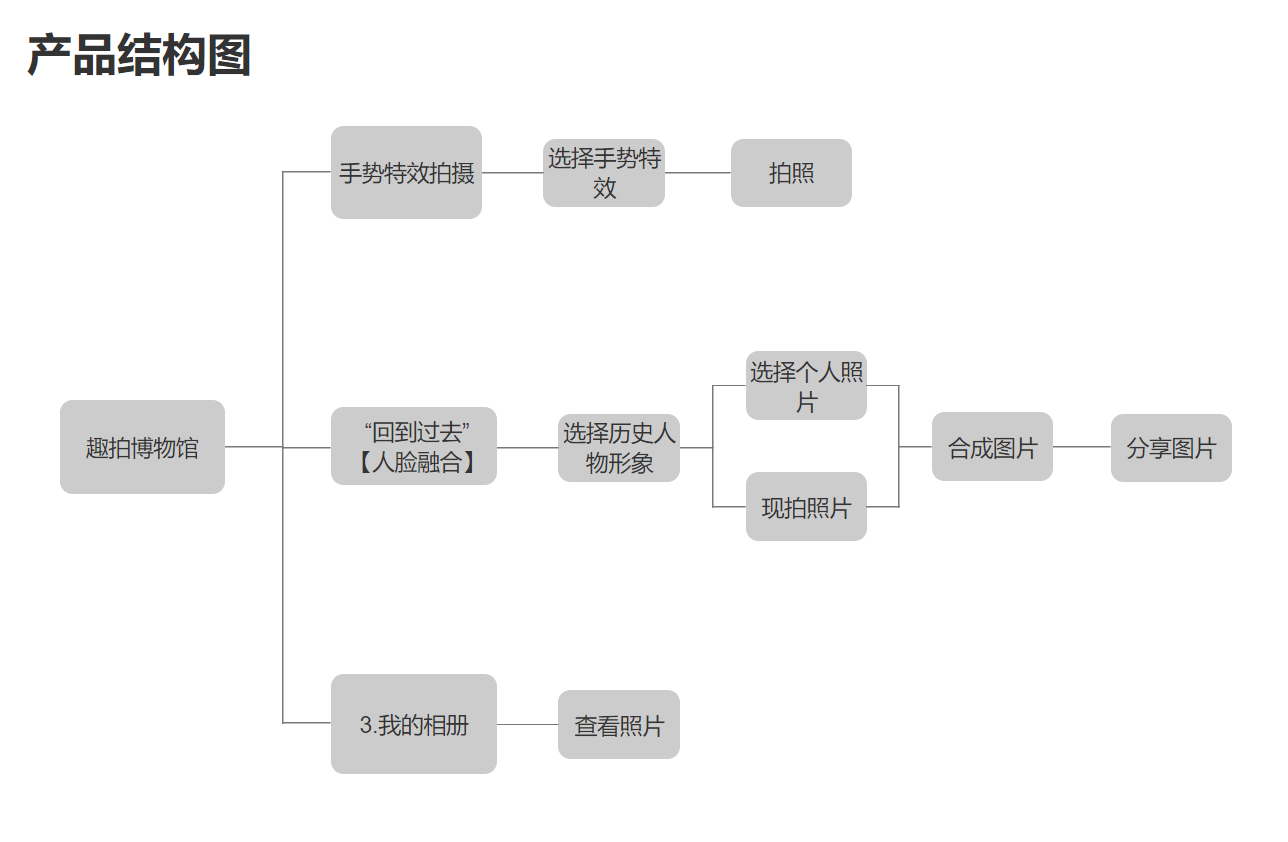 产品结构图
手势特效拍摄
选择手势特
效
拍照
趣拍博物馆
“回到过去”
【人脸融合】
选择历史人
物形象
选择个人照
片
现拍照片
合成图片
分享图片
3.我的相册
查看照片